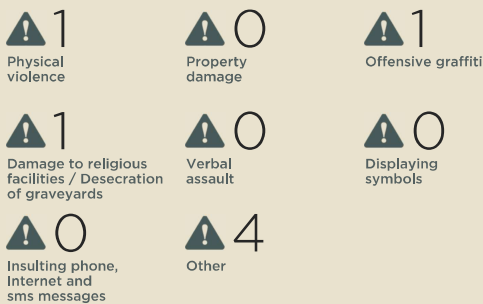 1
Physical
violence
0
Property
damage
1
Offensive graffiti
1
Damage to religious
facilities / Desecration
of graveyards
0
Verbal
assault
0
Displaying
symbols
0
Insulting phone,
Internet and
sms messages
4
Other